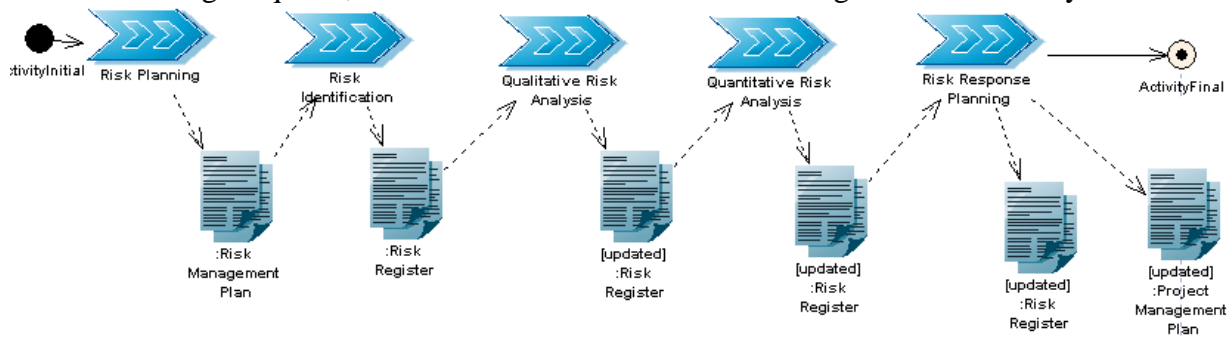 ctivityInitial
Risk Planning
Risk
Identification
Qualitative Risk
Analysis
Quantitative Risk
Analysis
Risk Response
Planning
ActivityFinal
:Risk
Management
Plan
:Risk
Register
[updated]
:Risk
Register
[updated]
:Risk
Register
[updated]
:Risk
Register
[updated]
:Project
Management
Plan